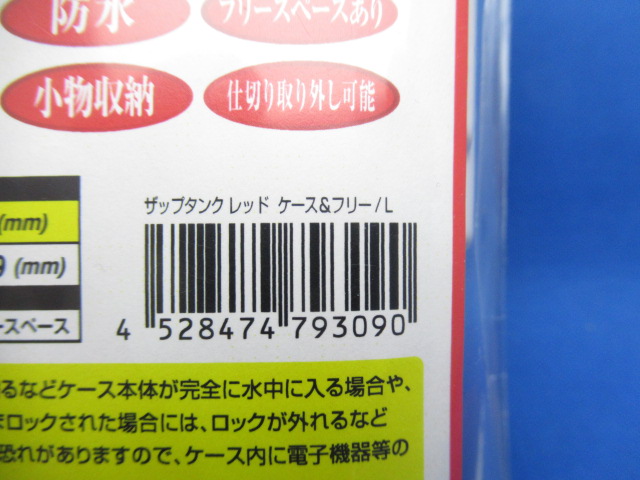 防水
フリースペースあり
小物収納
仕切り取り外し可能
ザップタンク レッド ケース&フリー/L
(mm)
9 (mm)
ースペース
4 528474 793090
るなどケース本体が完全に水中に入る場合や、
ロックされた場合には、ロックが外れるなど
恐れがありますので、ケース内に電子機器等の